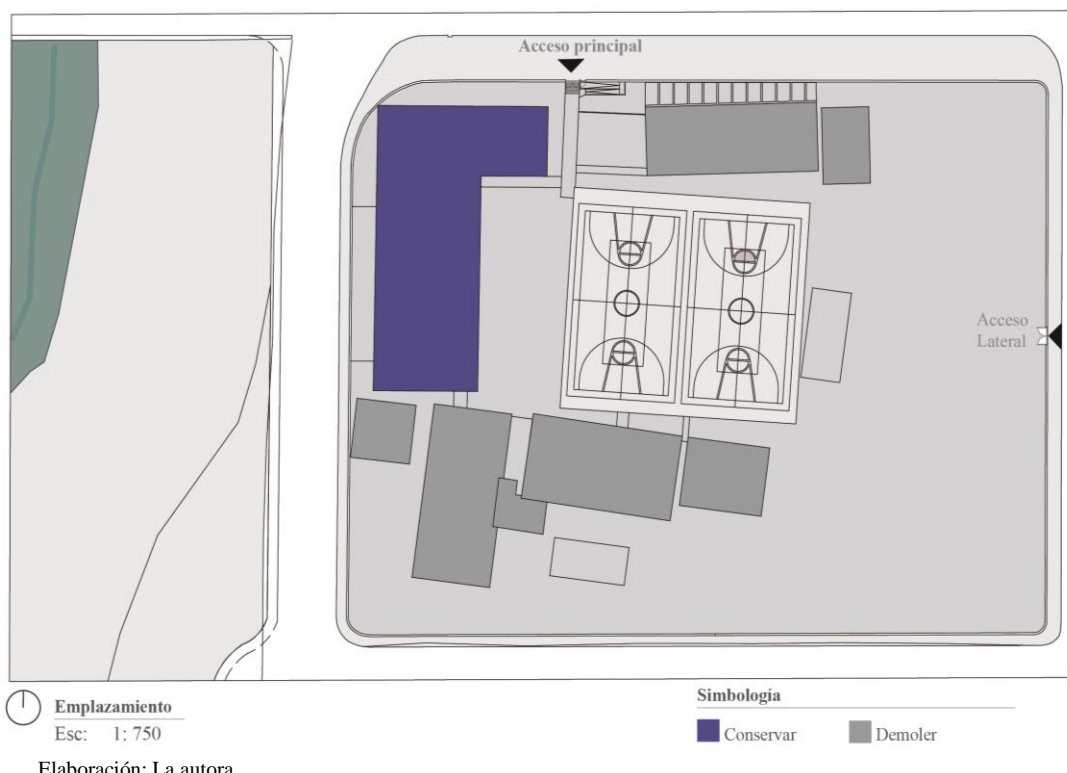 Acceso principal
Acceso
Lateral
Emplazamiento
Esc: 1: 750
Simbología
Conservar
Demoler
Elaboración: La autora